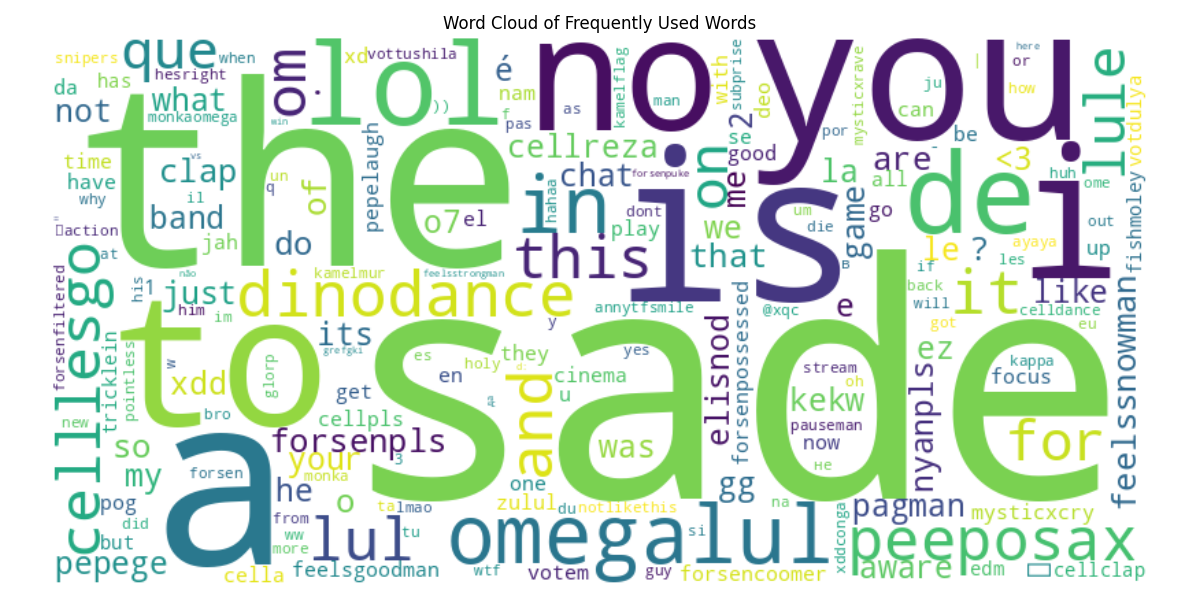 Word Cloud of Frequently Used Words
snipers que when om xd vottushila lol no you here or
da has hesright é nam kamelflag with subprise deo mysticxrave | how lule votdulya
not what monkaomega . )) f pas as man 2 ju can
time vs clap win the pepelaugh cellreza chat forsenpuke on se good por - be <3
have why il un q of o7 el in hahaa dont me la are all de huh ome i
band jah do play we um die game go le ? ayaya out up
action at this that is B les fishmoley
his 1 just him não im dinodance kamelmur feelsstrongman annytfsmile @xqc e if back will it like celldance
cellllesgo forsenfiltered tricklein pointless to w its grefgki y es holy they yes elisnod forsenpossessed ez got eu
xdd glorp get en d: cinema u stream oh kekw kappa focus
new bro cellpls да and sade pauseman now nyanpls for feelssnowman
so forsenpls your 3 was не
my forsen a monka one gg
pog he o talmao zulul du notlikethis na pagman mysticxcry
did from tu
but ww lul omegalul si xddconga peeposax
pepege more
cella feelsgoodman wtf votem guy forsencoomer aware edm cellclap